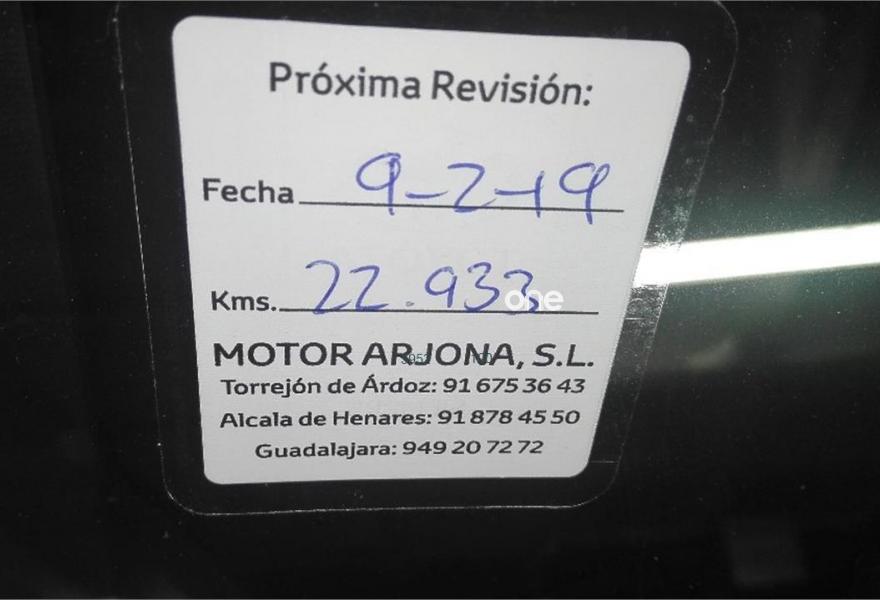 Próxima Revisión:
Fecha 9-2-19
Kms. 22.933
one
MOTOR ARJONA, S.L.
Torrejón de Árdoz: 91 675 36 43
Alcala de Henares: 91 878 45 50
Guadalajara: 949 20 72 72